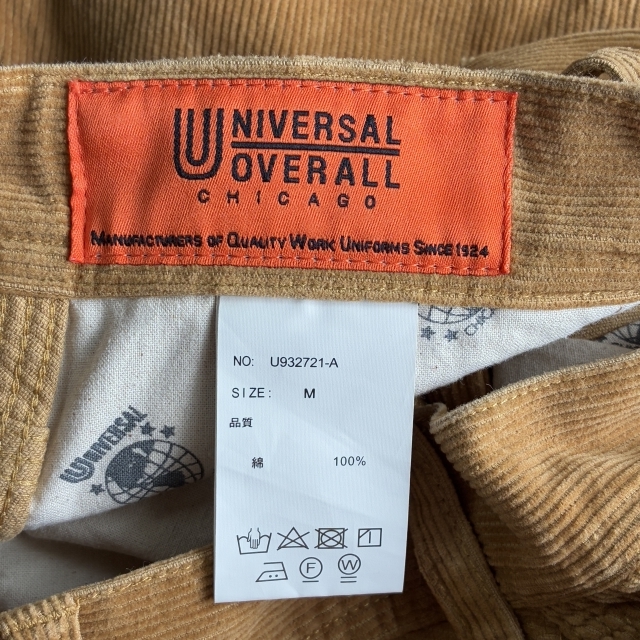 UNIVERSAL
OVERALL
CHICAGO
MANUFACTURERS OF QUALITY WORK UNIFORMS SINCE 1924
NO: U932721-A
SIZE: M
品質
綿 100%
F W
UNIVERSAL